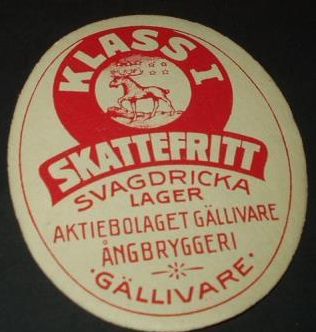 KLASS I
SKATTEFRITT
SVAGDRICKA
LAGER
AKTIEBOLAGET GÄLLIVARE
ÅNGBRYGGERI
·GÄLLIVARE·